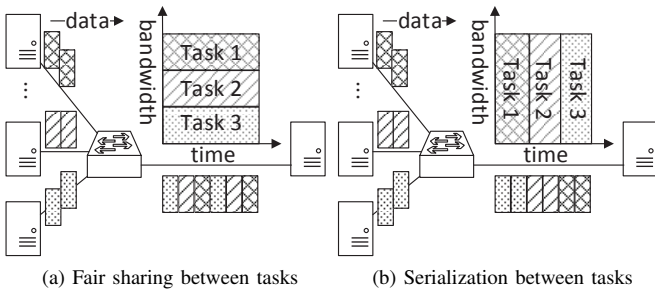 data
bandwidth
Task 1
Task 2
Task 3
time
...
(a) Fair sharing between tasks
data
bandwidth
Task 1
Task 2
Task 3
time
...
(b) Serialization between tasks